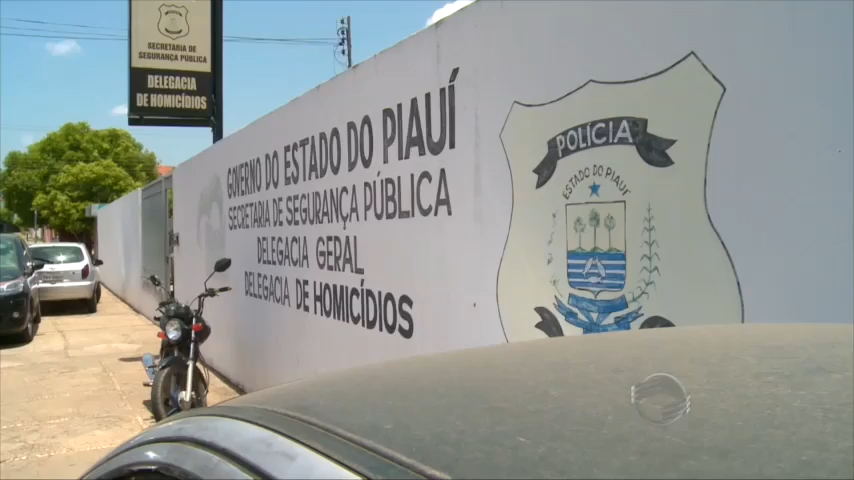 SECRETARIA DE
SEGURANÇA PÚBLICA
DELEGACIA
DE HOMICÍDIOS
GOVERNO DO ESTADO DO PIAUÍ
SECRETARIA DE SEGURANÇA PÚBLICA
DELEGACIA GERAL
DELEGACIA DE HOMICÍDIOS
POLÍCIA
ESTADO DO PIAUÍ